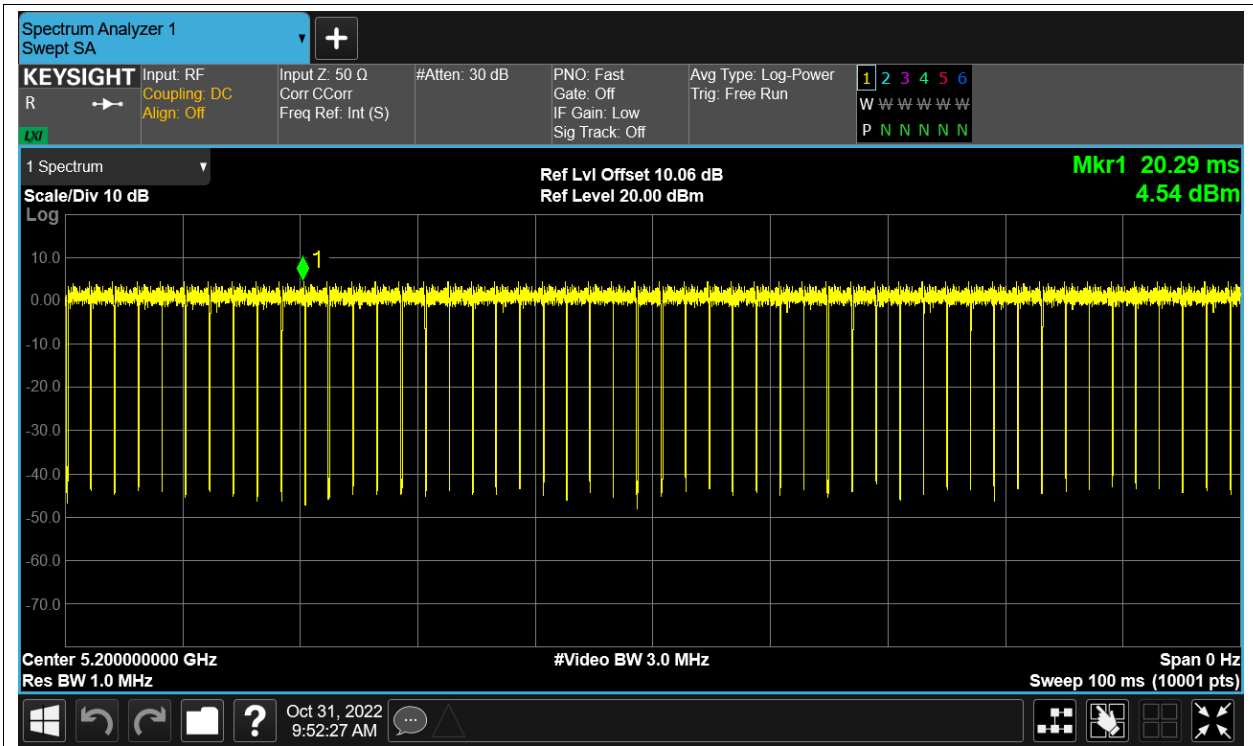 Spectrum Analyzer 1
Swept SA
KEYSIGHT
R
LXI
Input: RF
Coupling: DC
Align: Off
Input Z: 50 Ω
Corr CCorr
Freq Ref: Int (S)
#Atten: 30 dB
PNO: Fast
Gate: Off
IF Gain: Low
Sig Track: Off
Avg Type: Log-Power
Trig: Free Run
1 2 3 4 5 6
W W W W W W
P N N N N N
1 Spectrum
Scale/Div 10 dB
Ref Lvl Offset 10.06 dB
Ref Level 20.00 dBm
Mkr1 20.29 ms
4.54 dBm
Log
1
10.0
0.00
-10.0
-20.0
-30.0
-40.0
-50.0
-60.0
-70.0
Center 5.200000000 GHz
#Video BW 3.0 MHz
Span 0 Hz
Res BW 1.0 MHz
Sweep 100 ms (10001 pts)
?
Oct 31, 2022
9:52:27 AM